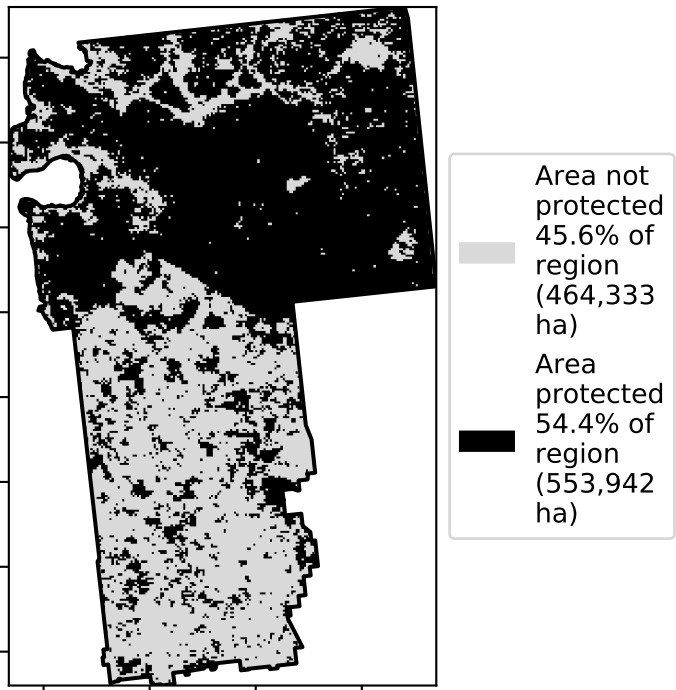 Area not
protected
45.6% of
region
(464,333
ha)
Area
protected
54.4% of
region
(553,942
ha)